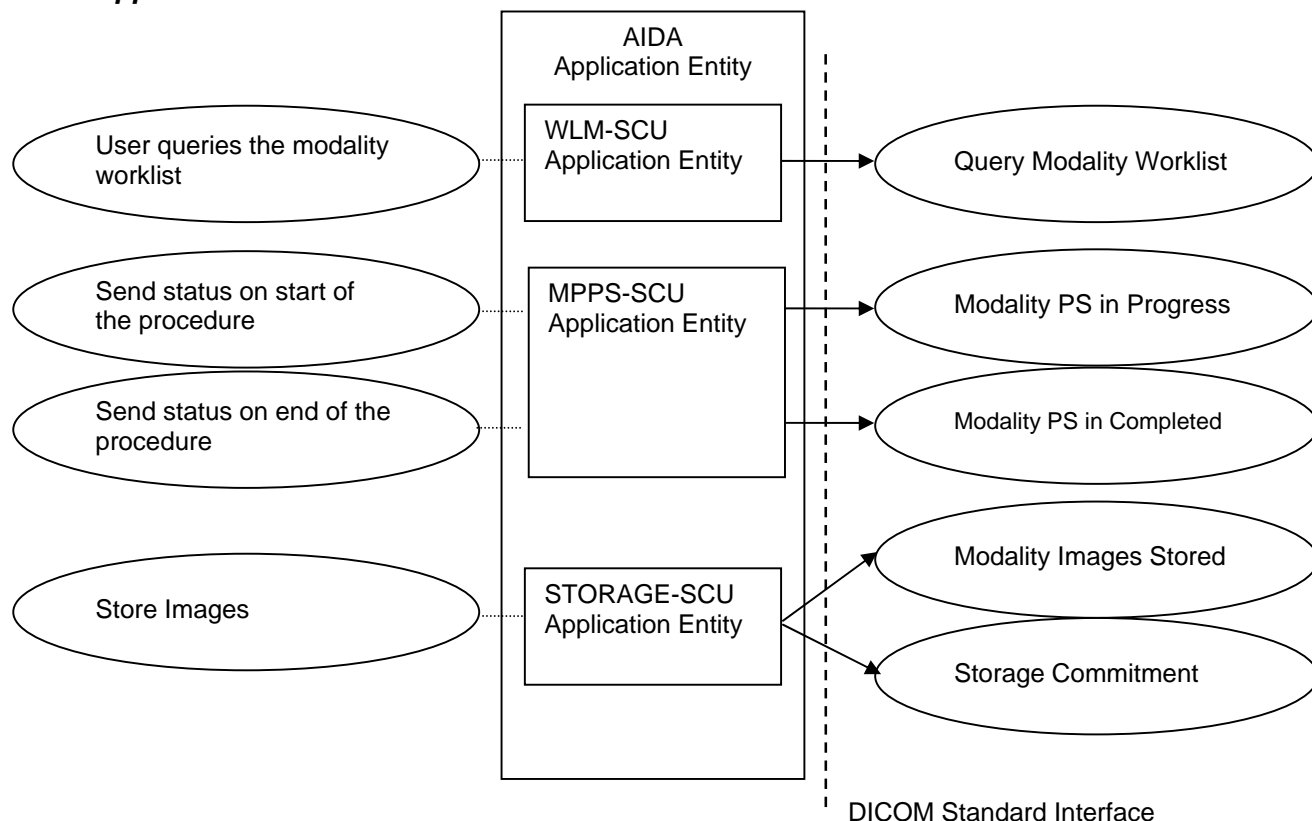 AIDA
Application Entity
User queries the modality
worklist
WLM-SCU
Application Entity
Query Modality Worklist
Send status on start of
the procedure
MPPS-SCU
Application Entity
Modality PS in Progress
Send status on end of the
procedure
Modality PS in Completed
Store Images
STORAGE-SCU
Application Entity
Modality Images Stored
Storage Commitment
DICOM Standard Interface